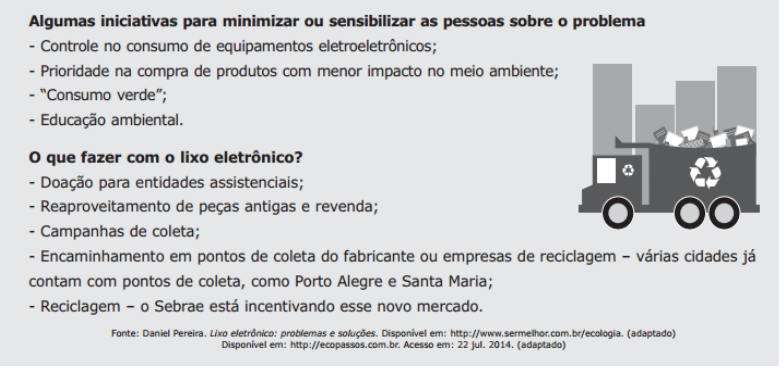 Algumas iniciativas para minimizar ou sensibilizar as pessoas sobre o problema
- Controle no consumo de equipamentos eletroeletrônicos;
- Prioridade na compra de produtos com menor impacto no meio ambiente;
- “Consumo verde”;
- Educação ambiental.
O que fazer com o lixo eletrônico?
- Doação para entidades assistenciais;
- Reaproveitamento de peças antigas e revenda;
- Campanhas de coleta;
- Encaminhamento em pontos de coleta do fabricante ou empresas de reciclagem – várias cidades já
contam com pontos de coleta, como Porto Alegre e Santa Maria;
- Reciclagem – o Sebrae está incentivando esse novo mercado.
Fonte: Daniel Pereira. Lixo eletrônico: problemas e soluções. Disponível em: http://www.sermelhor.com.br/ecologia. (adaptado)
Disponível em: http://ecopassos.com.br. Acesso em: 22 jul. 2014. (adaptado)